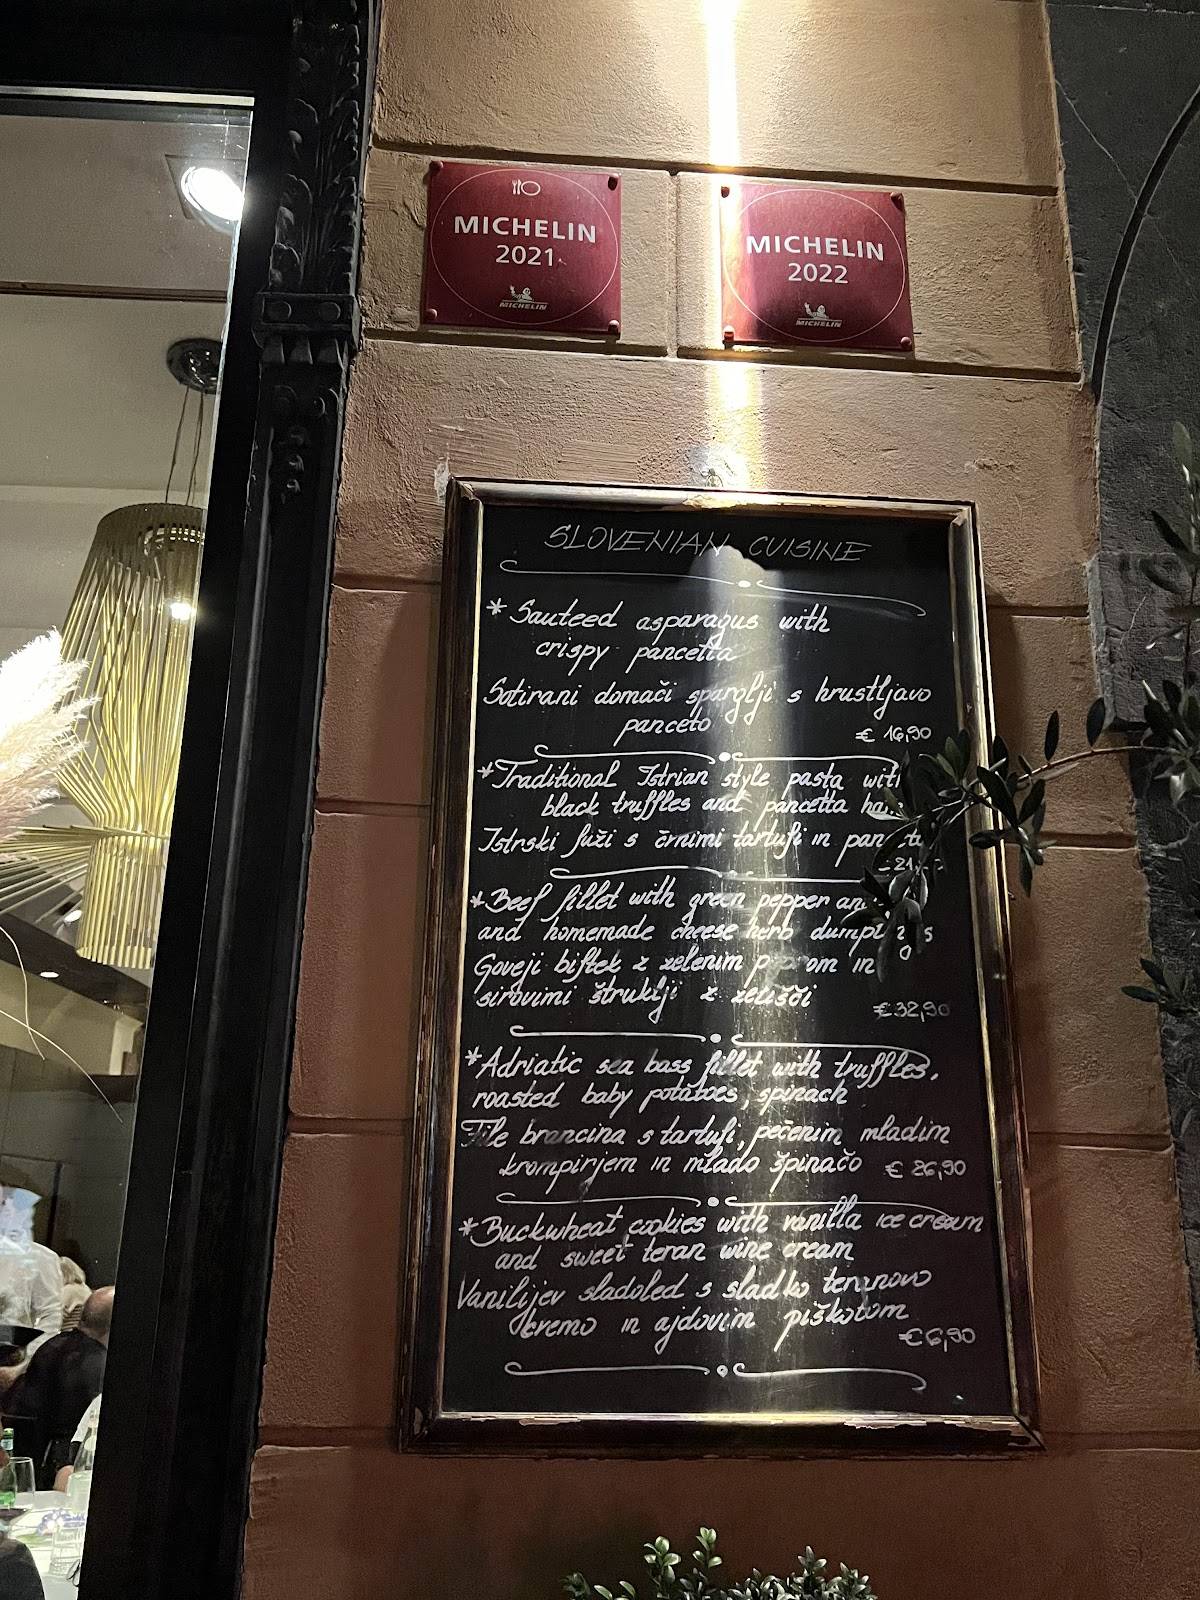 MICHELIN
2021
MICHELIN
MICHELIN
2022
MICHELIN
SLOVENIAN CUISINE
* Sauteed asparagus with
crispy pancetta
Sotirani domači šparglji s hrustljavo
panceto
€ 16,90
* Traditional Istrian style pasta with
black truffles and pancetta
Istrski fuži s črnimi tartufi in
* Beef fillet with green pepper
and homemade cheese herb dumplings
Goveji biftek z zelenim in
sirovimi štruklji z zelišči
€32,90
* Adriatic sea bass fillet with truffles,
roasted baby potatoes, spinach
File brancina s tartufi, pečenim mladim
krompirjem in mlado špinačo € 26,90
* Buckwheat cookies with vanilla ice cream
and sweet teran wine cream
Vanilijev sladoled s sladko teranovo
kremo in ajdovim piškotom
€6,90